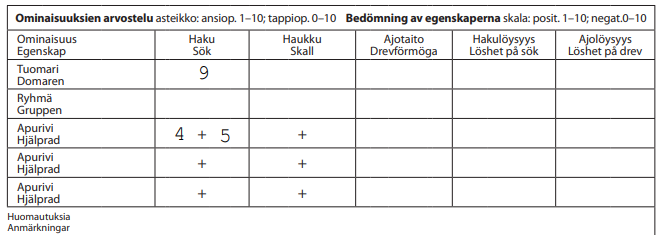 Ominaisuuksien arvostelu asteikko: ansiop. 1–10; tappiop. 0–10 Bedömning av egenskaperna skala: posit. 1–10; negat.0–10
Ominaisuus Haku Haukku Ajotaito Hakulöysyys Ajolöysyys
Egenskap Sök Skall Drevförmöga Löshet på sök Löshet på drev
Tuomari 9
Domaren
Ryhmä
Gruppen
Apurivi 4 + 5 +
Hjälprad
Apurivi + +
Hjälprad
Apurivi + +
Hjälprad
Huomautuksia
Anmärkningar